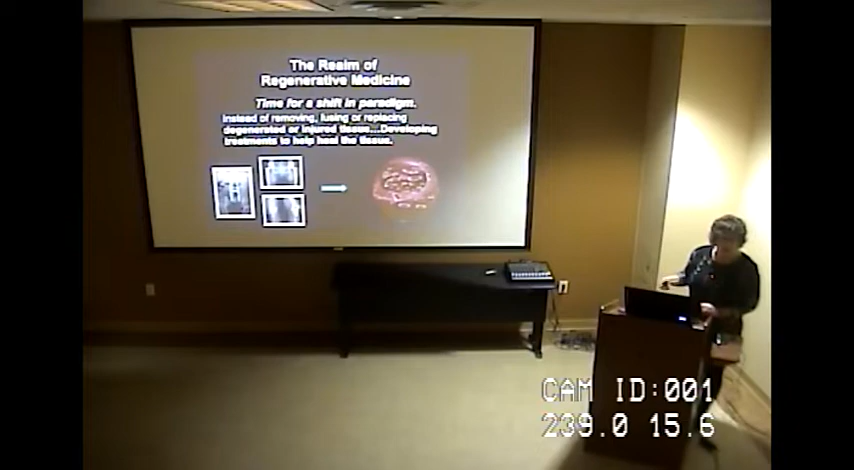 The Realm of
Regenerative Medicine
Time for a shift in paradigm.
Instead of removing, fusing or replacing
degenerated or injured tissue...Developing
treatments to help heal the tissue.
CAM ID:001
239.0 15.6